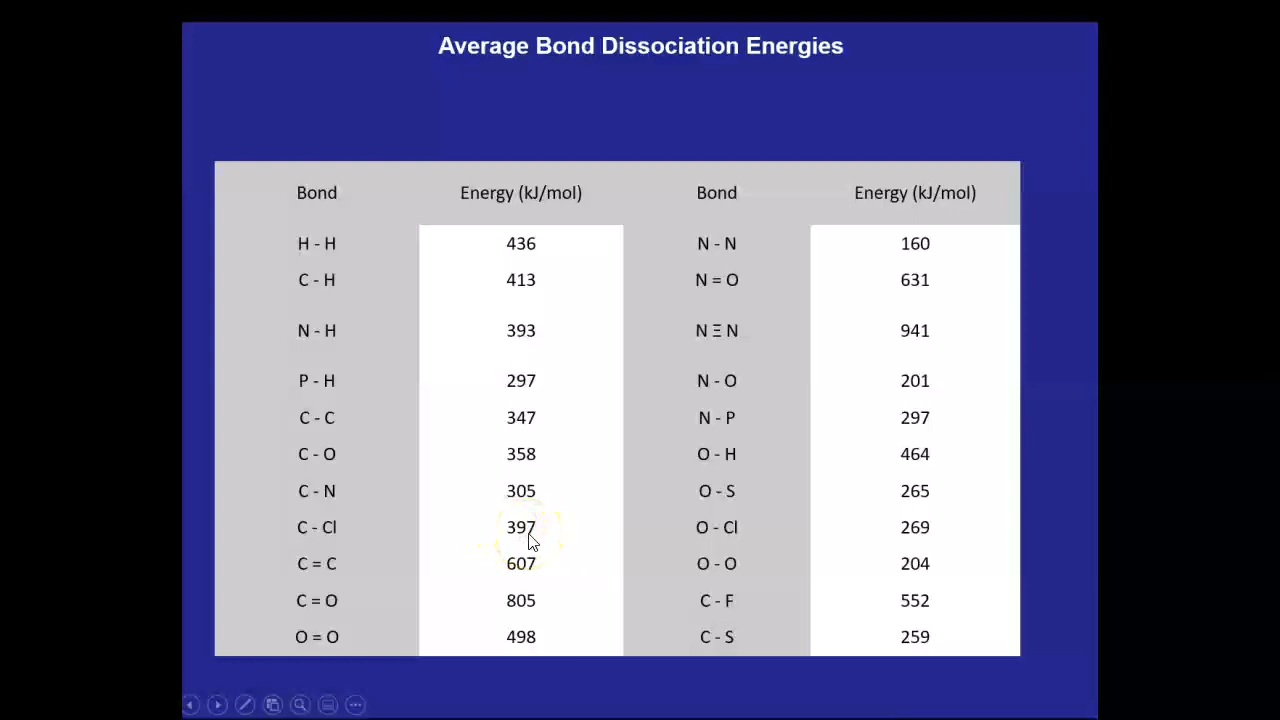 Average Bond Dissociation Energies
Bond Energy (kJ/mol) Bond Energy (kJ/mol)
H - H 436 N - N 160
C - H 413 N = O 631
N - H 393 N Ξ N 941
P - H 297 N - O 201
C - C 347 N - P 297
C - O 358 O - H 464
C - N 305 O - S 265
C - Cl 397 O - Cl 269
C = C 607 O - O 204
C = O 805 C - F 552
O = O 498 C - S 259